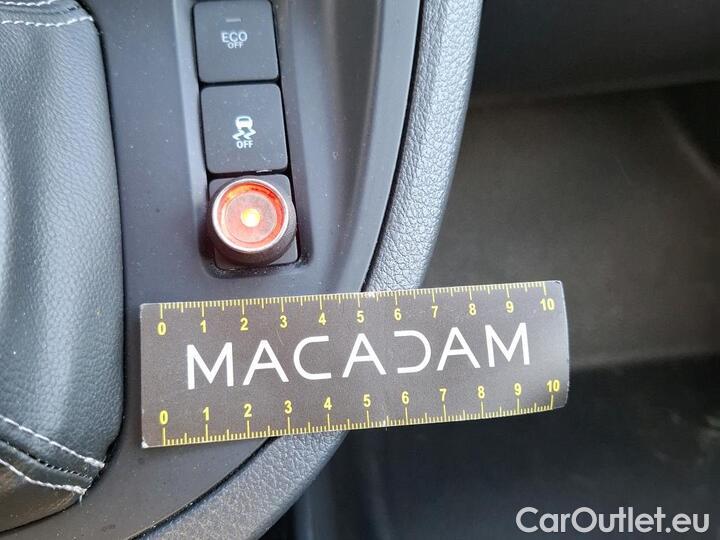 ECO
OFF
OFF
0 1 2 3 4 5 6 7 8 9 10
MACADAM
0 1 2 3 4 5 6 7 8 9 10
CarOutlet.eu